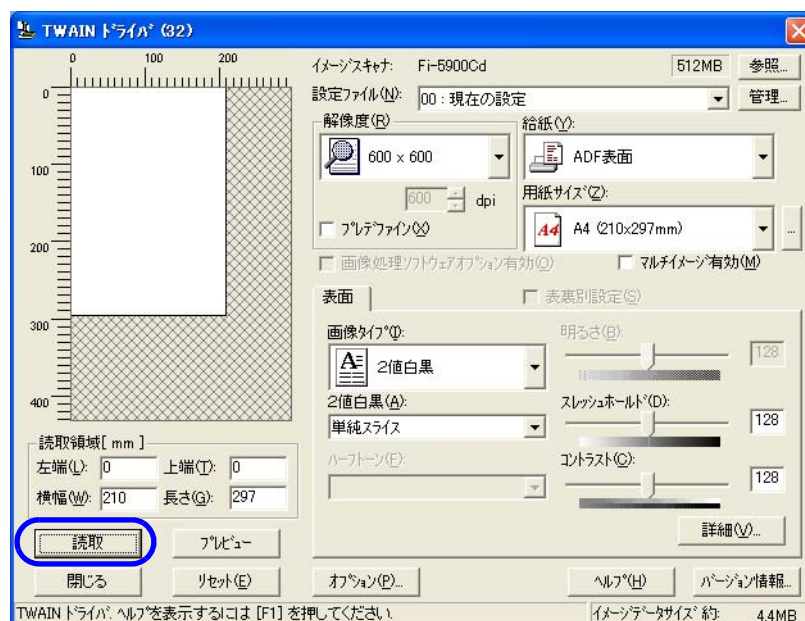 TWAIN ドライバ (32)
0 100 200
0
100
200
300
400
イメージスキャナ: Fi-5900Cd 512MB 参照...
設定ファイル(N): 00 : 現在の設定 管理...
解像度(R)
600 × 600
600 dpi
プレデファイン(X)
給紙(Y):
ADF表面
用紙サイズ(Z):
A4 A4 (210x297mm) ...
画像処理ソフトウェアオプション有効(O) マルチイメージ有効(M)
表面 表裏別設定(S)
画像タイプ(I):
A 2値白黒
2値白黒(A):
単純スライス
ハーフトーン(F):
明るさ(B):
128
スレッショホールド(D):
128
コントラスト(C):
128
詳細(V)...
読取領域[ mm ]
左端(L): 0 上端(T): 0
横幅(W): 210 長さ(G): 297
読取 プレビュー
閉じる リセット(E) オプション(P)... ヘルプ(H) バージョン情報...
TWAIN ドライバ. ヘルプを表示するには [F1] を押してください. イメージデータサイズ 約: 4.4MB